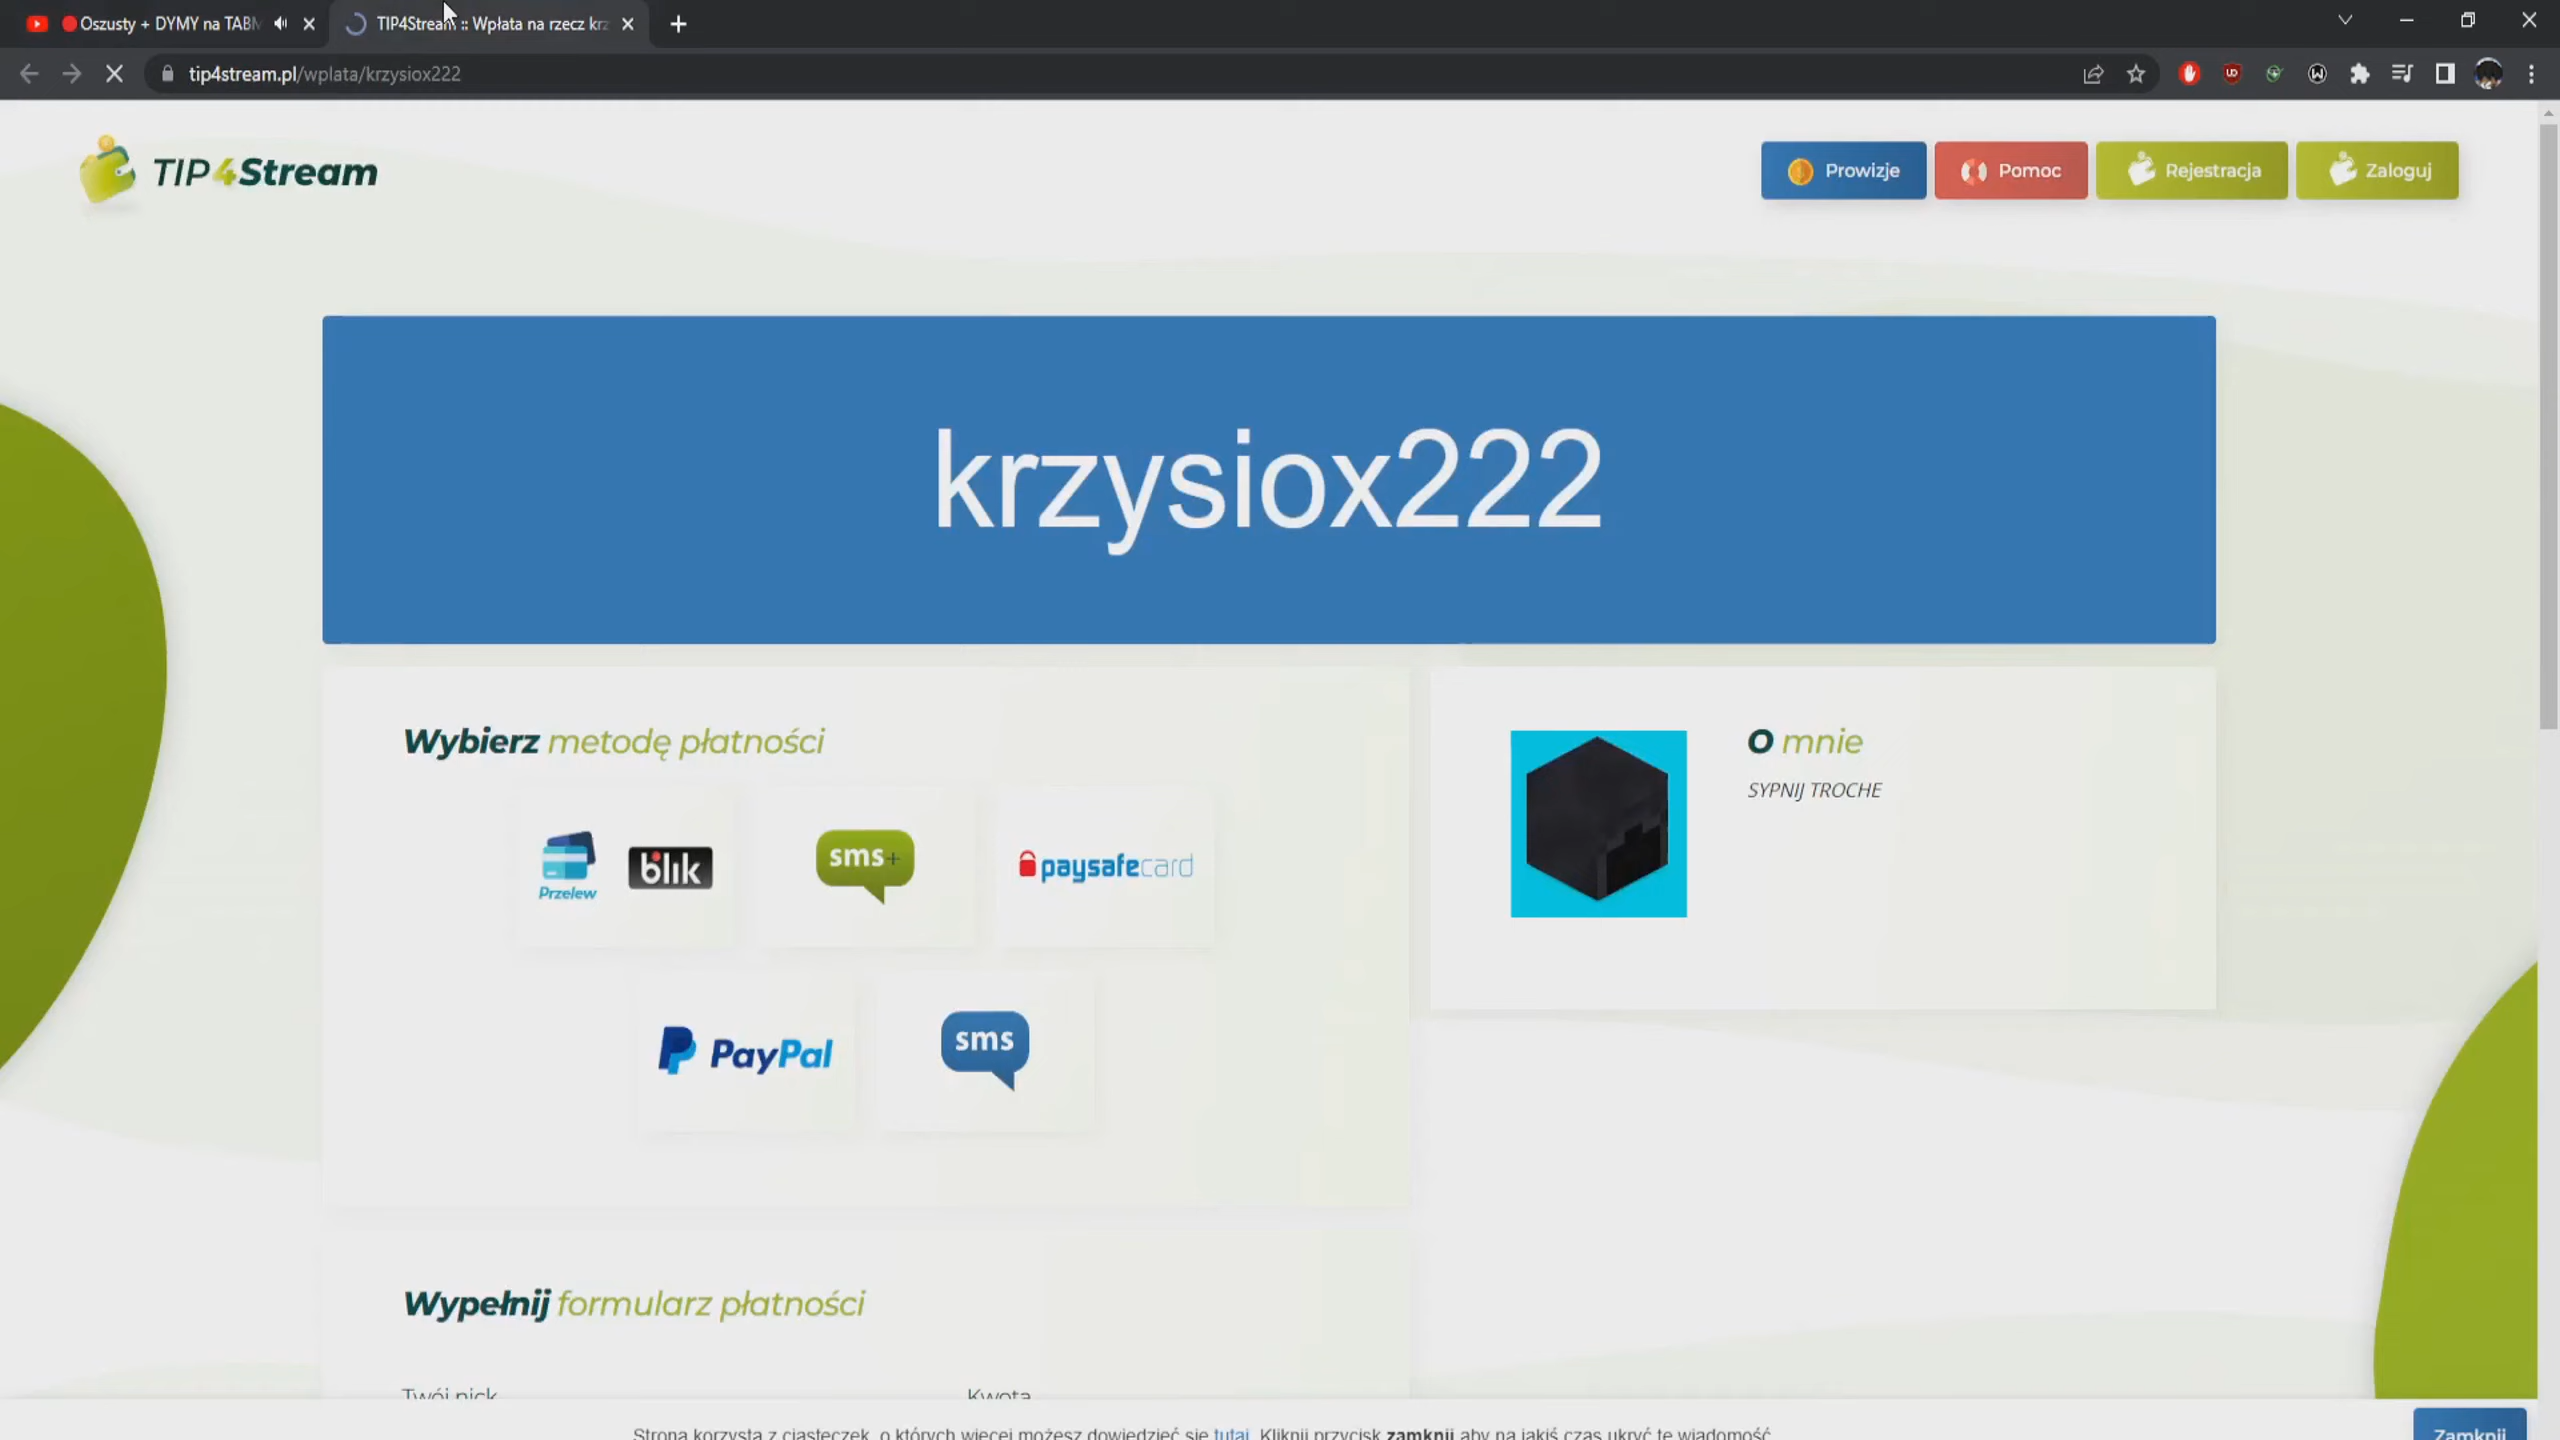 Oszusty + DYMY na TABM
TIP4Stream :: Wpłata na rzecz krz
tip4stream.pl/wplata/krzysiox222
TIP4Stream
Prowizje
Pomoc
Rejestracja
Zaloguj
krzysiox222
Wybierz metodę płatności
O mnie
SYPNIJ TROCHE
Przelew
blik
sms+
paysafecard
PayPal
sms
Wypełnij formularz płatności
Twój nick
Kwota
Strona korzysta z ciasteczek, o których więcej możesz dowiedzieć się tutaj. Kliknij przycisk zamknij aby na jakiś czas ukryć tę wiadomość
Zamknij